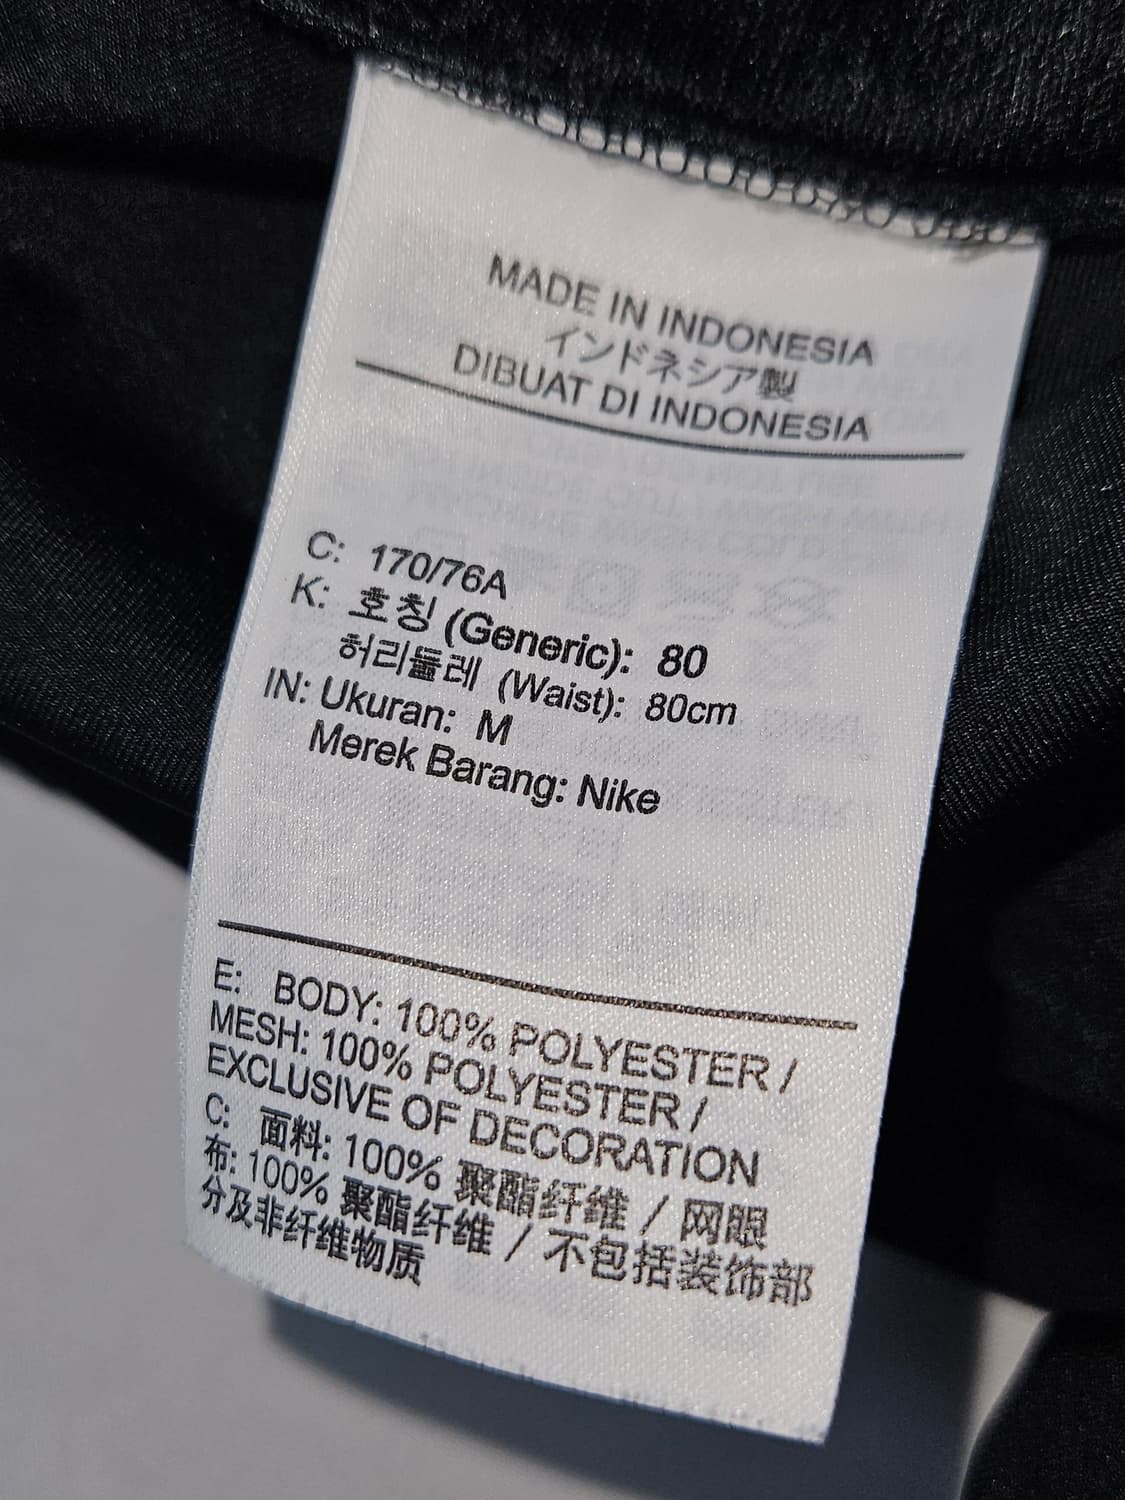 MADE IN INDONESIA
インドネシア製
DIBUAT DI INDONESIA
C: 170/76A
K: 호칭 (Generic): 80
허리둘레 (Waist): 80cm
IN: Ukuran: M
Merek Barang: Nike
E: BODY: 100% POLYESTER /
MESH: 100% POLYESTER /
EXCLUSIVE OF DECORATION
C: 面料: 100% 聚酯纤维 / 网眼
布: 100% 聚酯纤维 / 不包括装饰部
分及非纤维物质